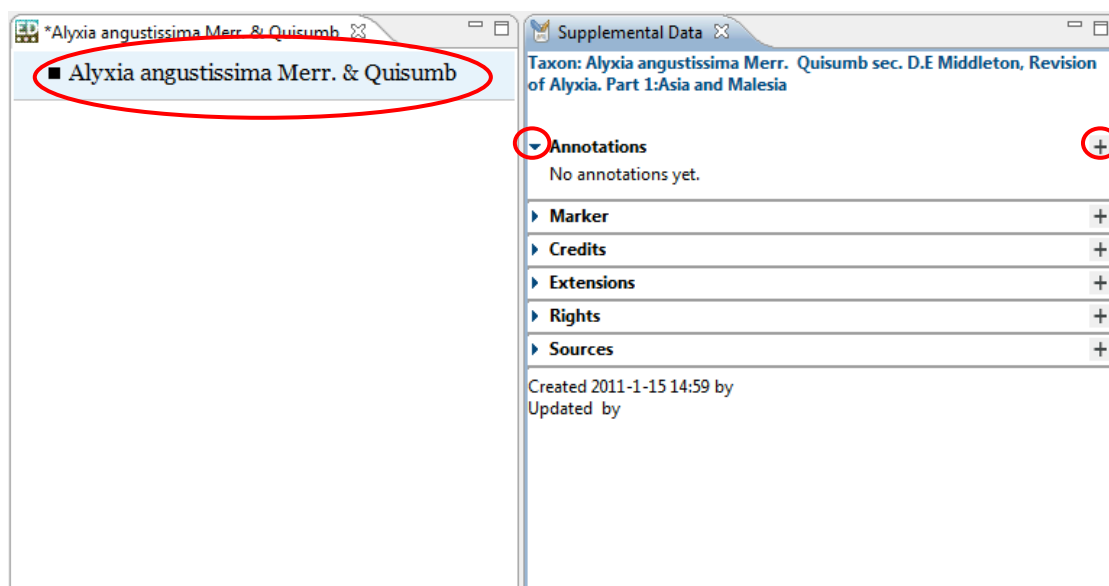 *Alyxia angustissima Merr. & Quisumb
Alyxia angustissima Merr. & Quisumb
Supplemental Data
Taxon: Alyxia angustissima Merr.  Quisumb sec. D.E Middleton, Revision
of Alyxia. Part 1:Asia and Malesia
Annotations +
No annotations yet.
Marker +
Credits +
Extensions +
Rights +
Sources +
Created 2011-1-15 14:59 by
Updated  by